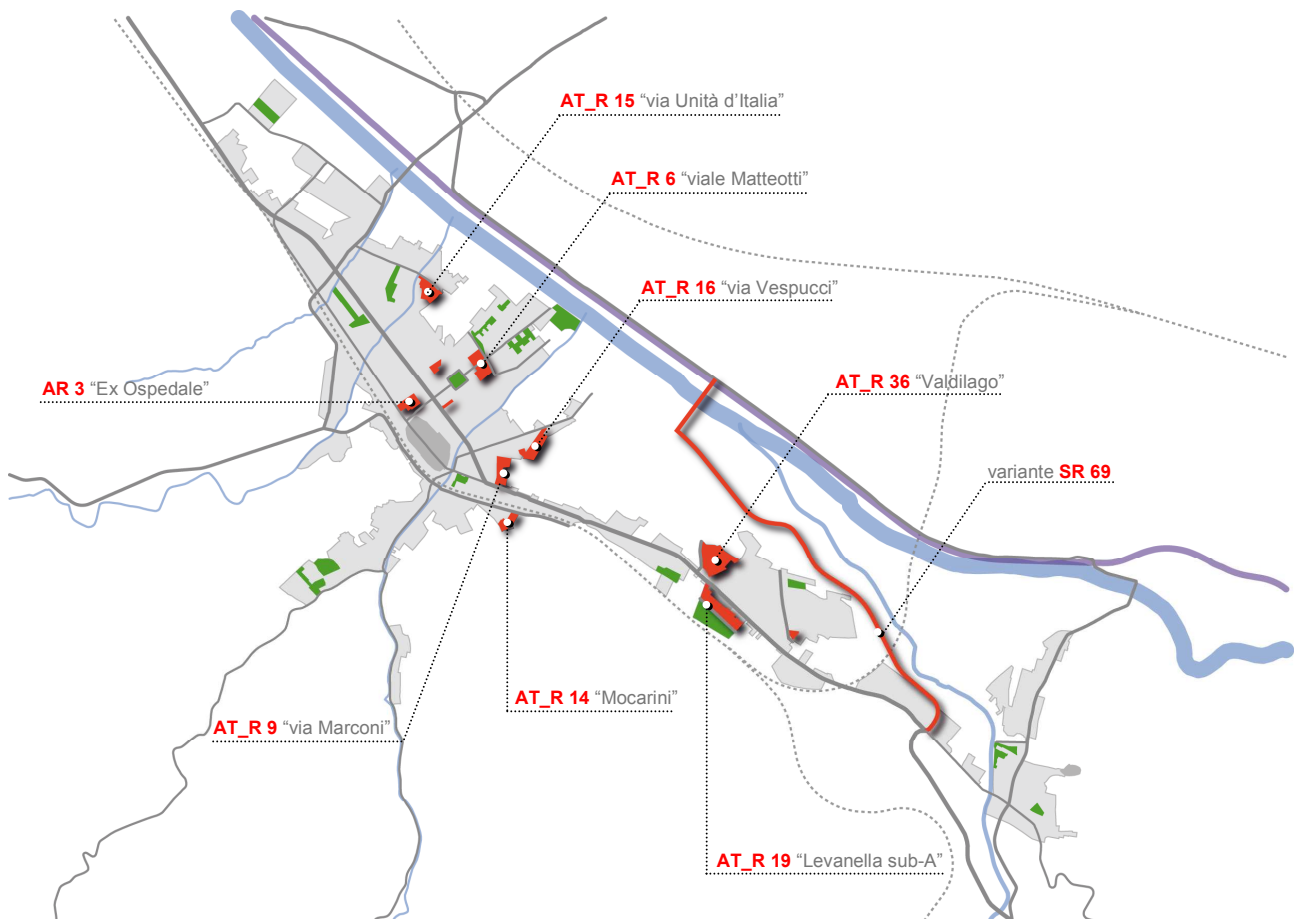 AT_R 15 “via Unità d’Italia”
AT_R 6 “viale Matteotti”
AT_R 16 “via Vespucci”
AR 3 “Ex Ospedale”
AT_R 36 “Valdilago”
variante SR 69
AT_R 14 “Mocarini”
AT_R 9 “via Marconi”
AT_R 19 “Levanella sub-A”